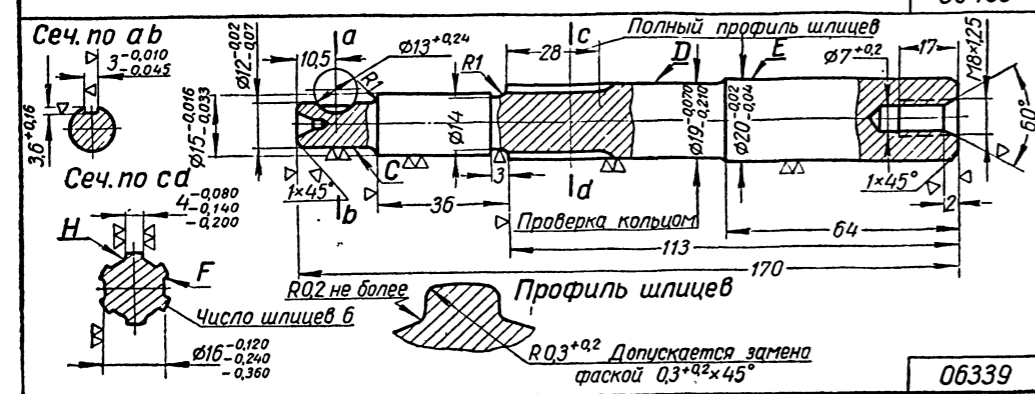 Сеч. по ab
3-0,010
-0,045
3,6+0,16
Ø12-0,02
-0,07
Ø15-0,016
-0,033
10,5
a
Ø13+0,24
R1
R1
28
c
Полный профиль шлицев
D
E
Ø7+0,2
17
M8×1,25
60°
Ø14
Ø19-0,070
-0,210
Ø20-0,02
-0,04
C
3
1×45°
b
d
1×45°
2
36
Проверка кольцом
64
113
170
Сеч. по cd
4-0,080
-0,140
-0,200
H
F
Число шлицев 6
Ø16-0,120
-0,240
-0,360
R0,2 не более
Профиль шлицев
R0,3+0,2 Допускается замена
фаской 0,3+0,2×45°
06339